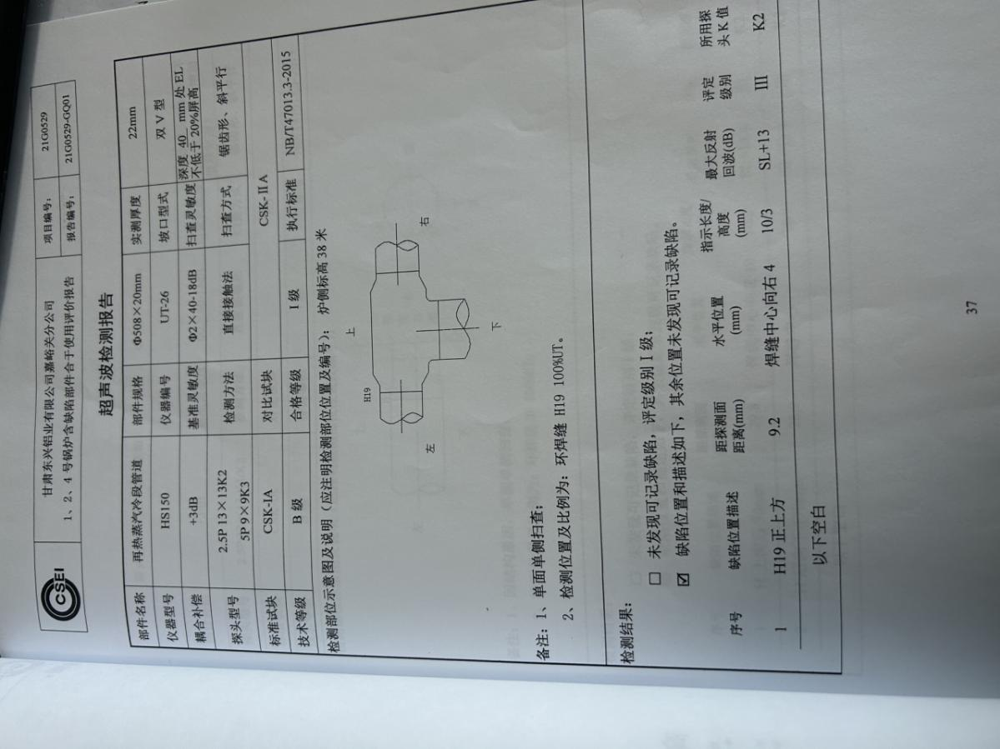 CSEI
甘肃东兴铝业有限公司嘉峪关分公司
1、2、4 号锅炉含缺陷部件合于使用评价报告
项目编号： 21G0529
报告编号： 21G0529-GQ01
超声波检测报告
部件名称 再热蒸汽冷段管道 部件规格 Φ508×20mm 实测厚度 22mm
仪器型号 HS150 仪器编号 UT-26 坡口型式 双 V 型
耦合补偿 +3dB 基准灵敏度 Φ2×40-18dB 扫查灵敏度 深度 40 mm 处 EL
不低于 20%屏高
探头型号 2.5P 13×13K2
5P 9×9K3
检测方法 直接接触法 扫查方式 锯齿形、斜平行
标准试块 CSK-IA 对比试块 CSK-ⅡA
技术等级 B 级 合格等级 I 级 执行标准 NB/T47013.3-2015
检测部位示意图及说明（应注明检测部位位置及编号）： 炉侧标高 38 米
上
H19
左
右
下
备注：1、单面单侧扫查；
2、检测位置及比例为：环焊缝 H19 100%UT。
检测结果：
☐ 未发现可记录缺陷，评定级别 I 级；
☑ 缺陷位置和描述如下，其余位置未发现可记录缺陷。
序号 缺陷位置描述 距探测面距离(mm) 水平位置(mm) 指示长度/高度(mm) 最大反射回波(dB) 评定级别 所用探头 K 值
1 H19 正上方 9.2 焊缝中心向右 4 10/3 SL+13 Ⅲ K2
以下空白
37